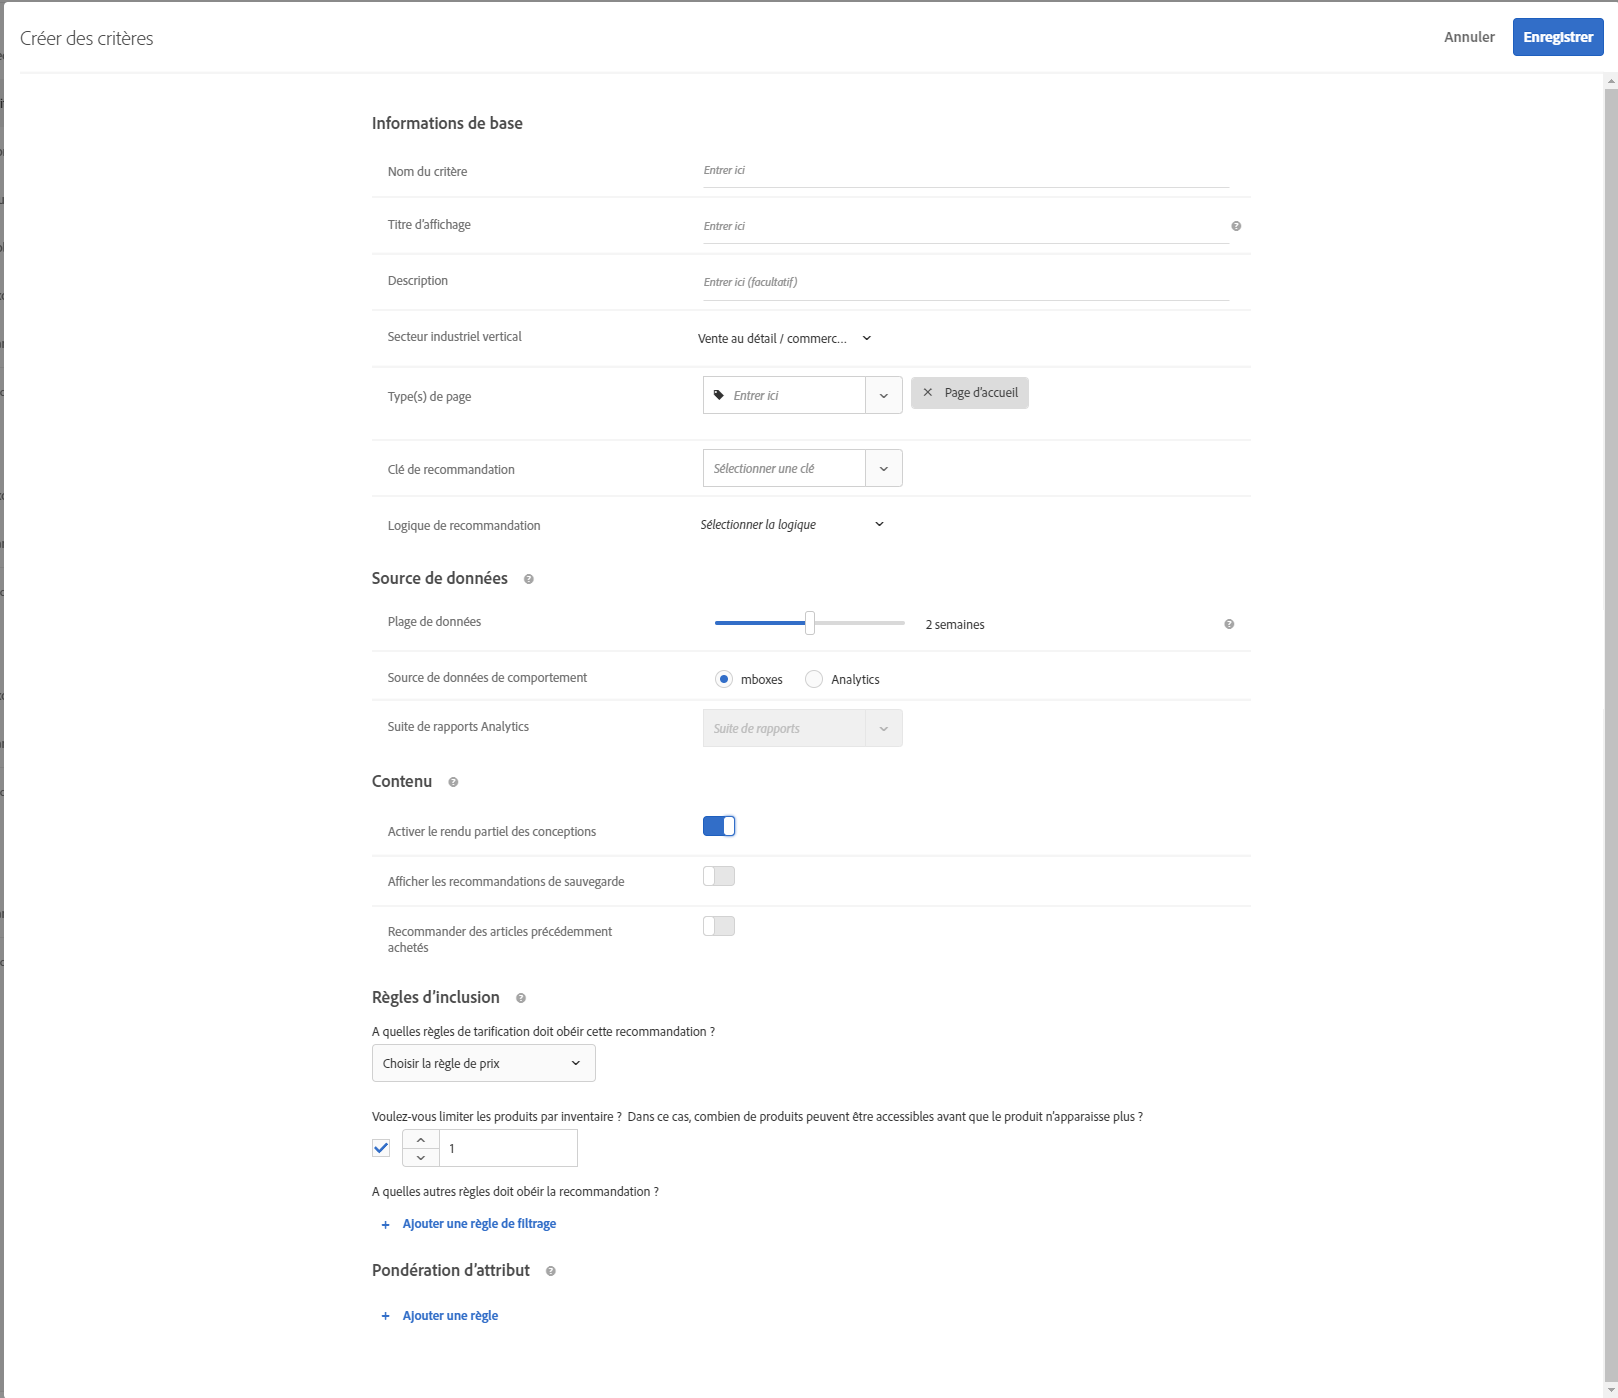 Créer des critères
Annuler
Enregistrer
Informations de base
Nom du critère
Entrer ici
Titre d'affichage
Entrer ici
Description
Entrer ici (facultatif)
Secteur industriel vertical
Vente au détail / commerc...
Type(s) de page
Entrer ici
Page d'accueil
Clé de recommandation
Sélectionner une clé
Logique de recommandation
Sélectionner la logique
Source de données
Plage de données
2 semaines
Source de données de comportement
mboxes
Analytics
Suite de rapports Analytics
Suite de rapports
Contenu
Activer le rendu partiel des conceptions
Afficher les recommandations de sauvegarde
Recommander des articles précédemment
achetés
Règles d'inclusion
A quelles règles de tarification doit obéir cette recommandation ?
Choisir la règle de prix
Voulez-vous limiter les produits par inventaire ? Dans ce cas, combien de produits peuvent être accessibles avant que le produit n'apparaisse plus ?
1
A quelles autres règles doit obéir la recommandation ?
+ Ajouter une règle de filtrage
Pondération d'attribut
+ Ajouter une règle